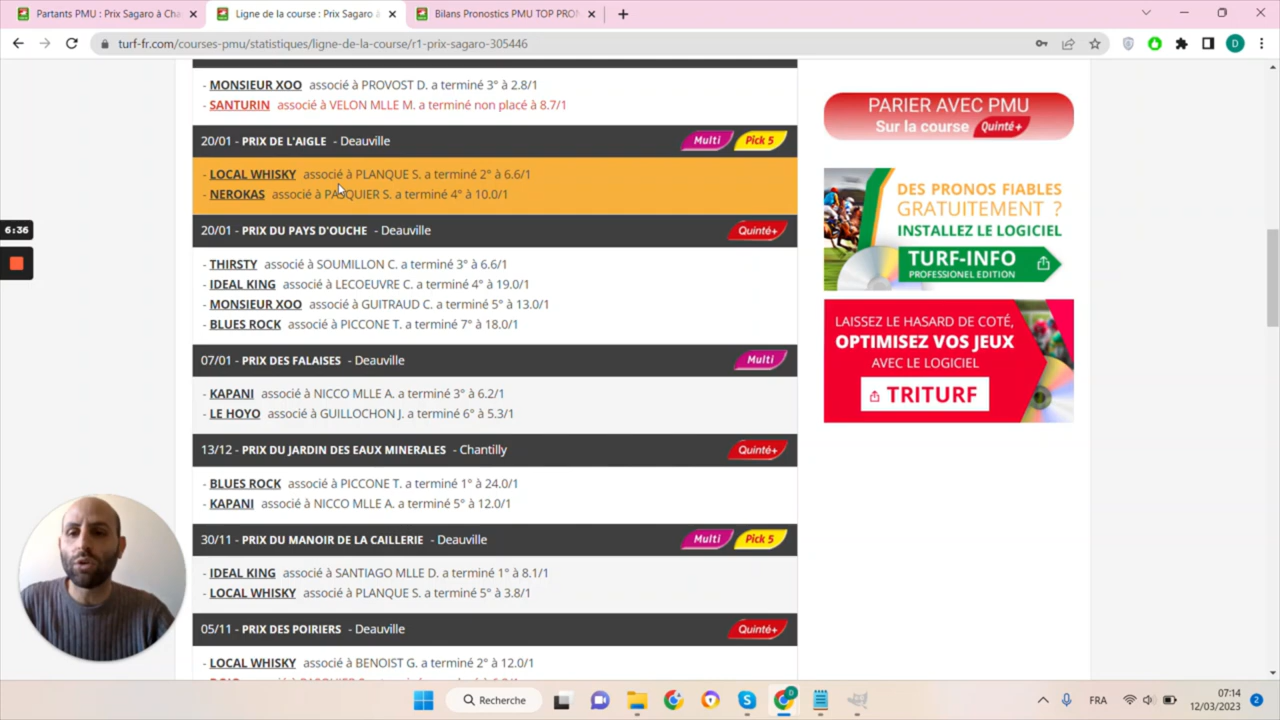 Partants PMU : Prix Sagaro à Cha
Ligne de la course : Prix Sagaro à
Bilans Pronostics PMU TOP PRON
turf-fr.com/courses-pmu/statistiques/ligne-de-la-course/r1-prix-sagaro-305446
D
- MONSIEUR XOO associé à PROVOST D. a terminé 3° à 2.8/1
- SANTURIN associé à VELON MLLE M. a terminé non placé à 8.7/1
20/01 - PRIX DE L'AIGLE - Deauville Multi Pick 5
- LOCAL WHISKY associé à PLANQUE S. a terminé 2° à 6.6/1
- NEROKAS associé à PASQUIER S. a terminé 4° à 10.0/1
20/01 - PRIX DU PAYS D'OUCHE - Deauville Quinté+
- THIRSTY associé à SOUMILLON C. a terminé 3° à 6.6/1
- IDEAL KING associé à LECOEUVRE C. a terminé 4° à 19.0/1
- MONSIEUR XOO associé à GUITRAUD C. a terminé 5° à 13.0/1
- BLUES ROCK associé à PICCONE T. a terminé 7° à 18.0/1
07/01 - PRIX DES FALAISES - Deauville Multi
- KAPANI associé à NICCO MLLE A. a terminé 3° à 6.2/1
- LE HOYO associé à GUILLOCHON J. a terminé 6° à 5.3/1
13/12 - PRIX DU JARDIN DES EAUX MINERALES - Chantilly Quinté+
- BLUES ROCK associé à PICCONE T. a terminé 1° à 24.0/1
- KAPANI associé à NICCO MLLE A. a terminé 5° à 12.0/1
30/11 - PRIX DU MANOIR DE LA CAILLERIE - Deauville Multi Pick 5
- IDEAL KING associé à SANTIAGO MLLE D. a terminé 1° à 8.1/1
- LOCAL WHISKY associé à PLANQUE S. a terminé 5° à 3.8/1
05/11 - PRIX DES POIRIERS - Deauville Quinté+
- LOCAL WHISKY associé à BENOIST G. a terminé 2° à 12.0/1
PARIER AVEC PMU
Sur la course Quinté+
DES PRONOS FIABLES
GRATUITEMENT ?
INSTALLEZ LE LOGICIEL
TURF-INFO
PROFESSIONEL EDITION
LAISSEZ LE HASARD DE COTÉ,
OPTIMISEZ VOS JEUX
AVEC LE LOGICIEL
TRITURF
6:36
Recherche
D
FRA
07:14
12/03/2023
2